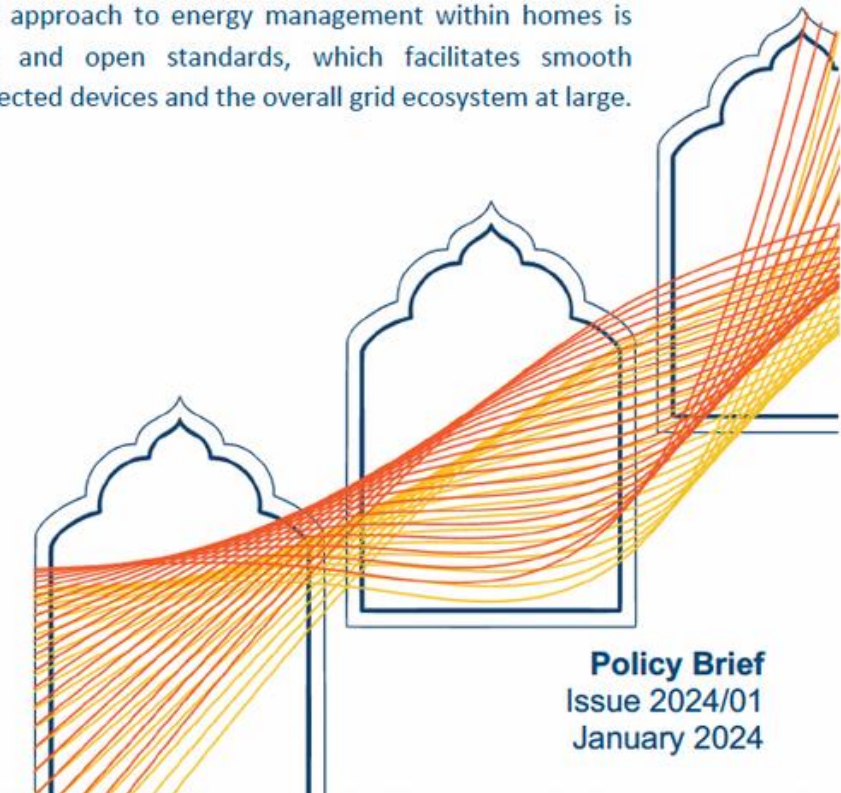 approach to energy management within homes is
and open standards, which facilitates smooth
ected devices and the overall grid ecosystem at large.
Policy Brief
Issue 2024/01
January 2024